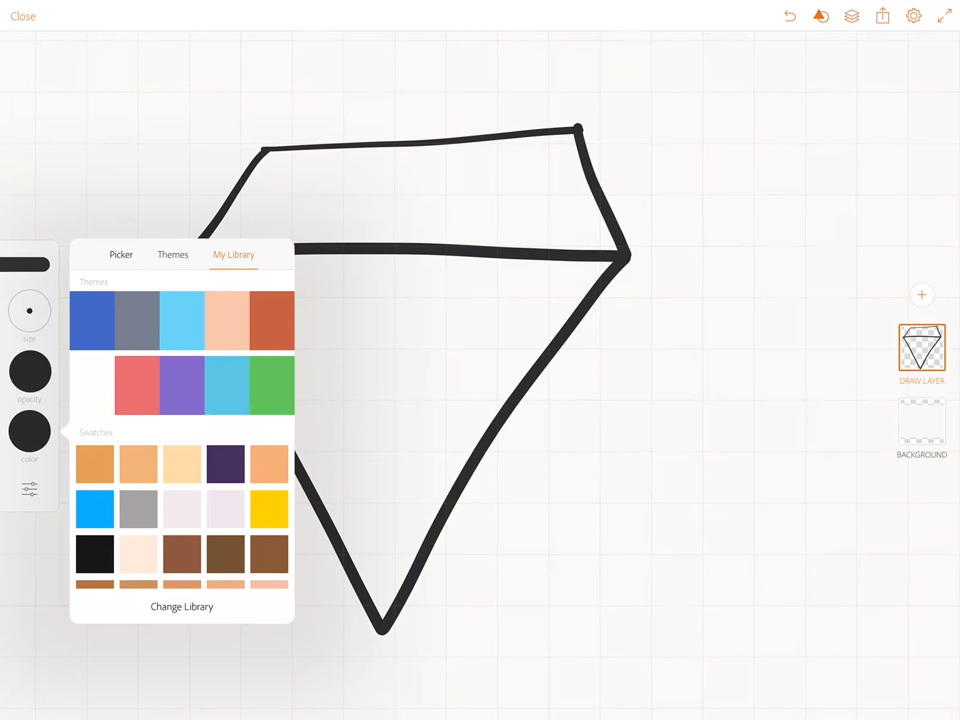 Close
Picker Themes My Library
Themes
size
opacity
Swatches
color
Change Library
DRAW LAYER
BACKGROUND